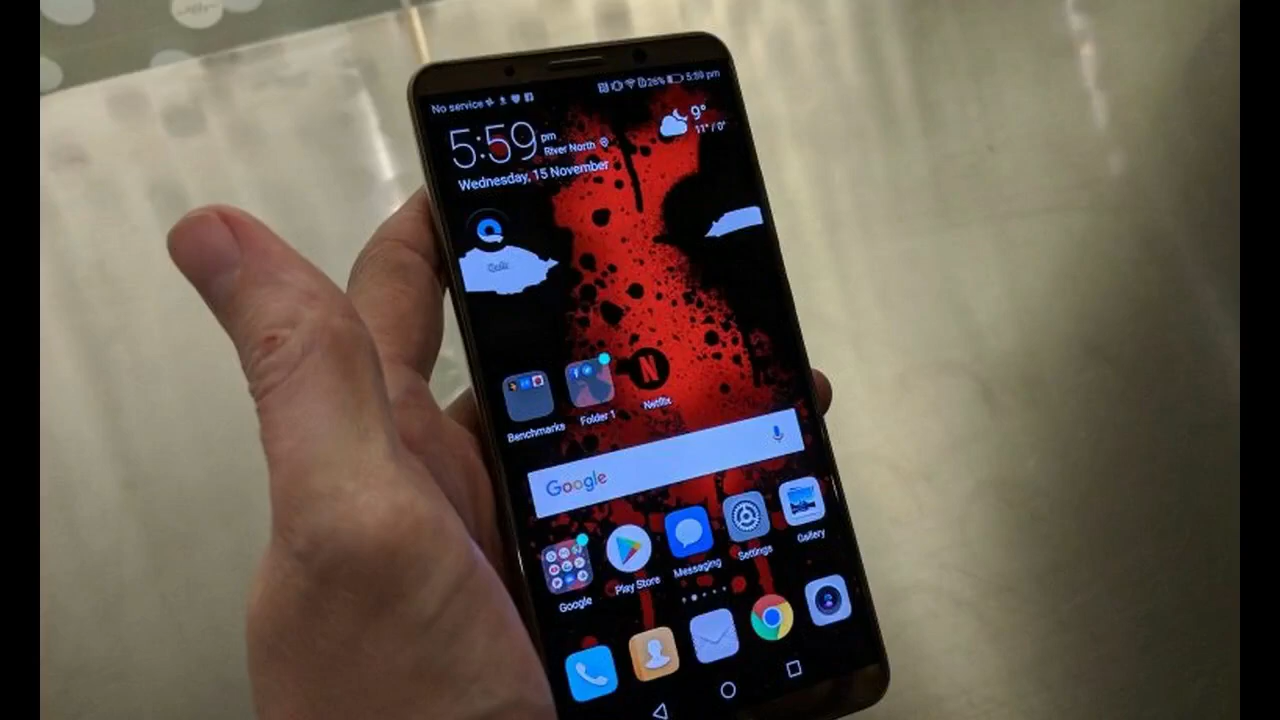 No service 26% 5:59 pm
5:59 pm
River North
Wednesday, 15 November
9°
11° / 0°
Quik
Benchmarks
Folder 1
Netflix
N
Google
Google
Play Store
Messaging
Settings
Gallery